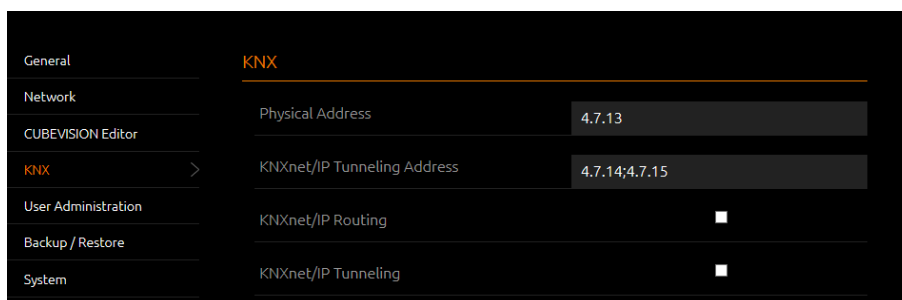 General
Network
CUBEVISION Editor
KNX
User Administration
Backup / Restore
System
KNX
Physical Address
4.7.13
KNXnet/IP Tunneling Address
4.7.14;4.7.15
KNXnet/IP Routing
KNXnet/IP Tunneling